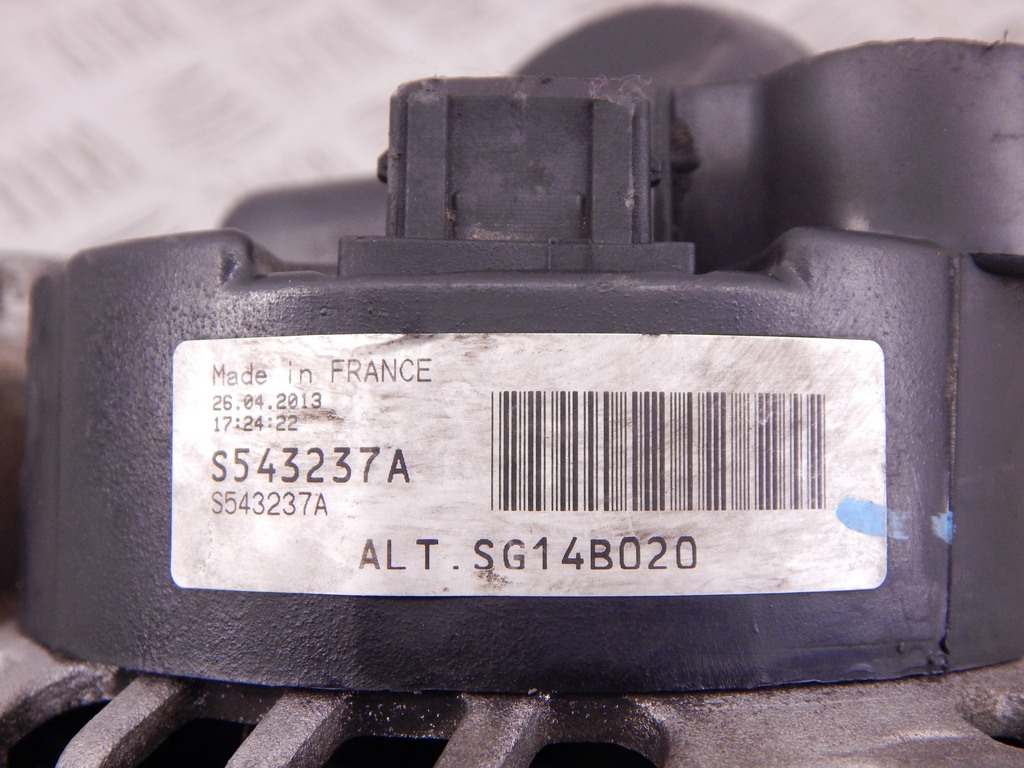 Made in FRANCE
26.04.2013
17:24:22
S543237A
S543237A
ALT.SG14B020